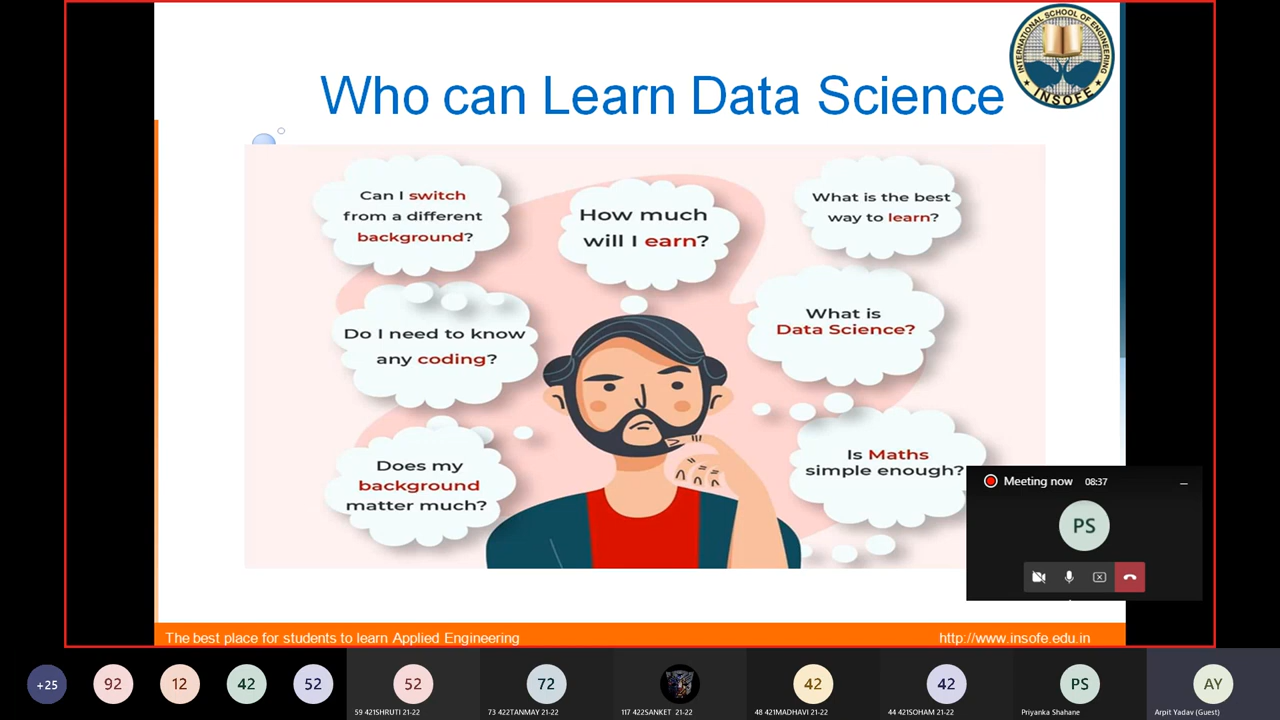 Who can Learn Data Science
INTERNATIONAL SCHOOL OF ENGINEERING
INSOFE
Can I switch
from a different
background?
How much
will I earn?
What is the best
way to learn?
Do I need to know
any coding?
What is
Data Science?
Does my
background
matter much?
Is Maths
simple enough?
Meeting now 08:37
PS
The best place for students to learn Applied Engineering
http://www.insofe.edu.in
+25
92
12
42
52
52
59 421SHRUTI 21-22
72
73 422TANMAY 21-22
117 422SANKET 21-22
42
48 421MADHAVI 21-22
42
44 421SOHAM 21-22
PS
Priyanka Shahane
AY
Arpit Yadav (Guest)